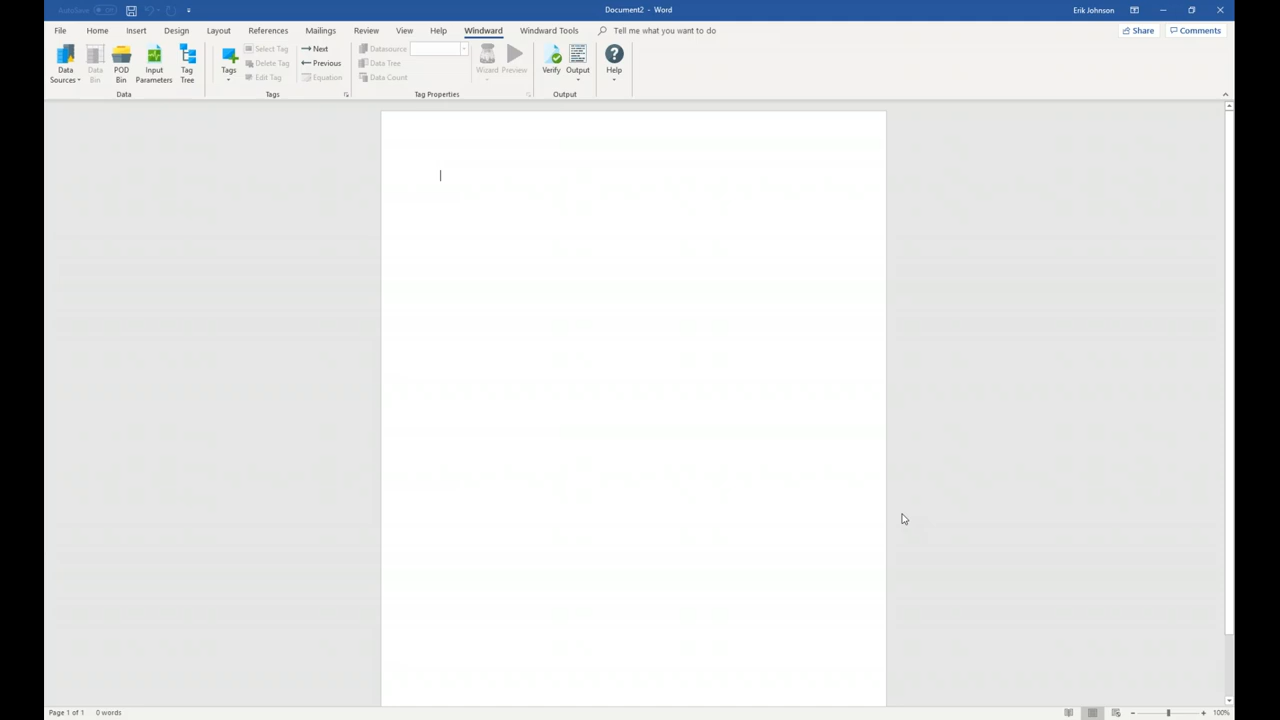 AutoSave Off
Document2 - Word
Erik Johnson
File Home Insert Design Layout References Mailings Review View Help Windward Windward Tools Tell me what you want to do
Share Comments
Data Sources
Data Bin
POD Bin
Input Parameters
Tag Tree
Data
Tags
Select Tag
Delete Tag
Edit Tag
Next
Previous
Equation
Tags
Datasource
Data Tree
Data Count
Wizard
Preview
Tag Properties
Verify
Output
Output
Help
Page 1 of 1 0 words
100%